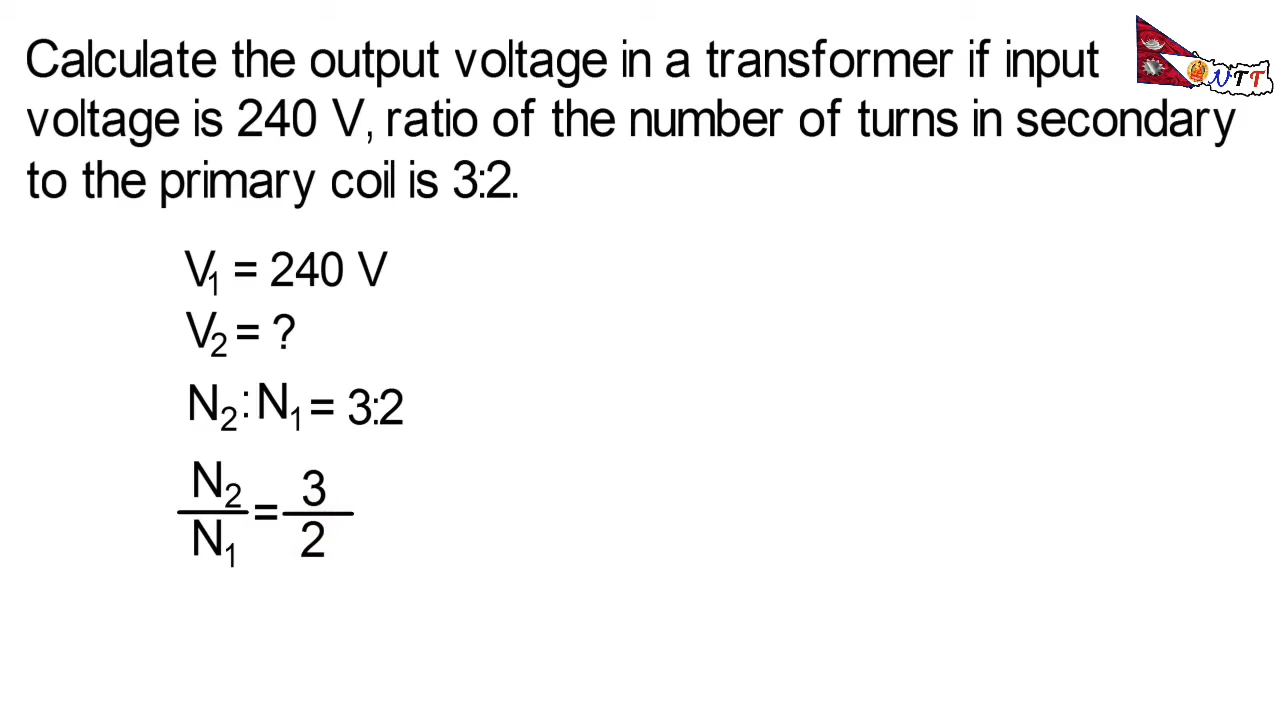 Calculate the output voltage in a transformer if input
voltage is 240 V, ratio of the number of turns in secondary
to the primary coil is 3:2.
NTT
V₁ = 240 V
V₂ = ?
N₂ : N₁ = 3:2
N₂/N₁ = 3/2